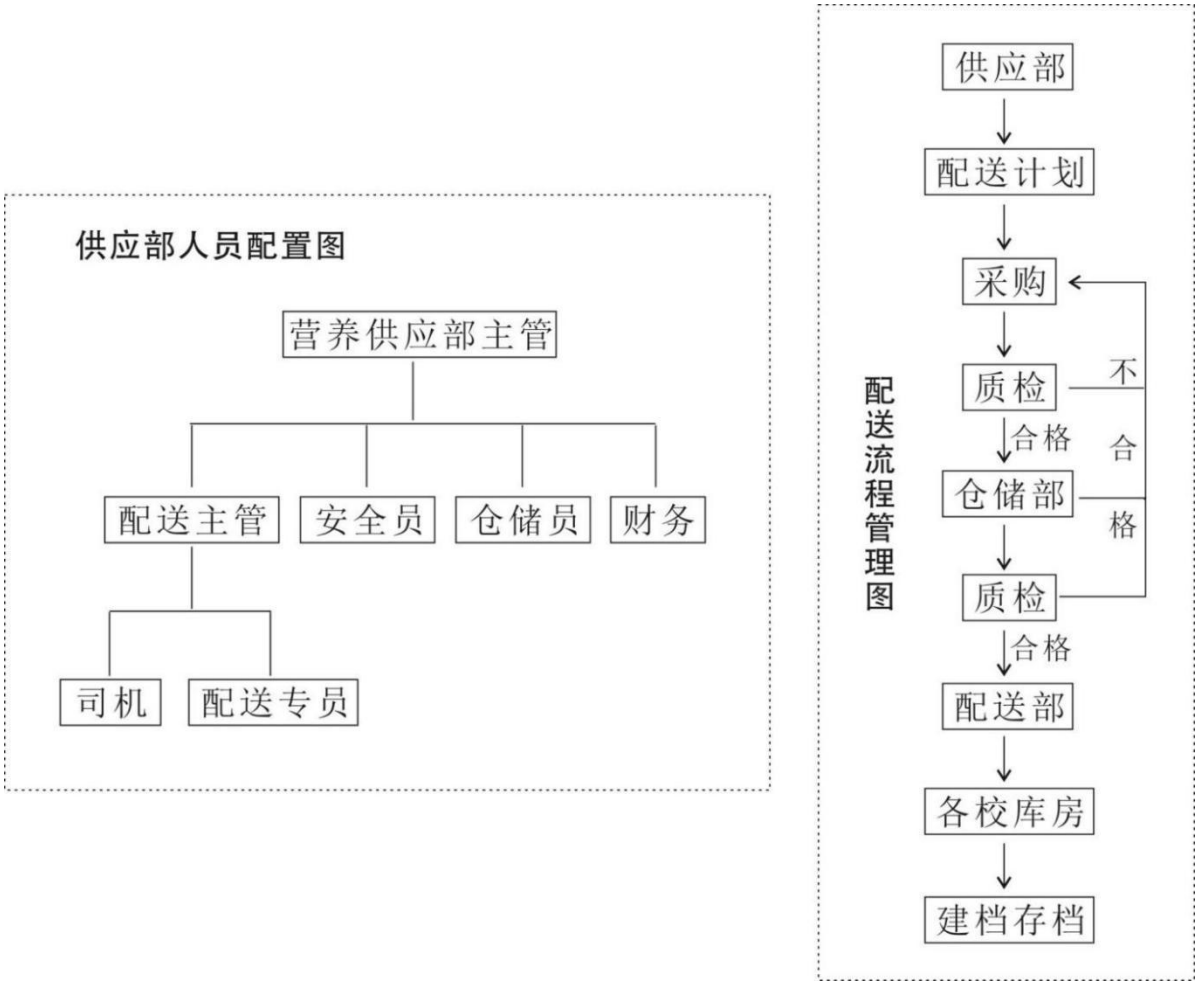 供应部人员配置图
营养供应部主管
配送主管
安全员
仓储员
财务
司机
配送专员
配送流程管理图
供应部
配送计划
采购
质检
合格
仓储部
质检
合格
配送部
各校库房
建档存档
不合格